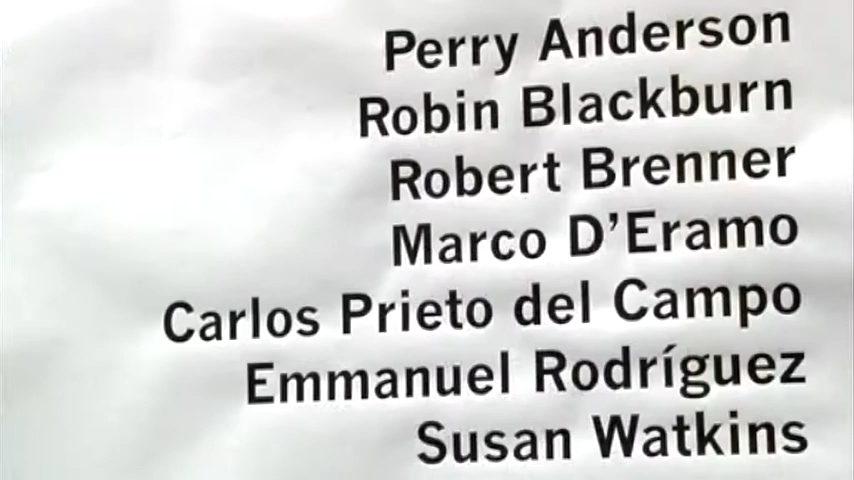 Perry Anderson
Robin Blackburn
Robert Brenner
Marco D’Eramo
Carlos Prieto del Campo
Emmanuel Rodríguez
Susan Watkins